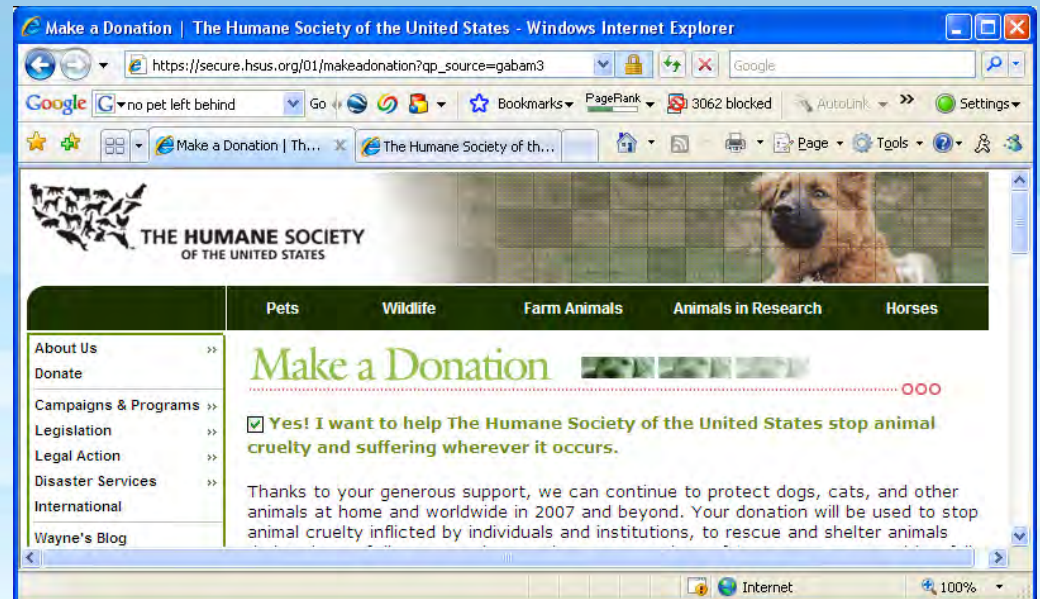 Make a Donation | The Humane Society of the United States - Windows Internet Explorer
https://secure.hsus.org/01/makeadonation?qp_source=gabam3
Google
Google G no pet left behind Go Bookmarks PageRank 3062 blocked AutoLink » Settings
Make a Donation | Th... The Humane Society of th... Page Tools
THE HUMANE SOCIETY
OF THE UNITED STATES
Pets Wildlife Farm Animals Animals in Research Horses
About Us »
Donate
Campaigns & Programs »
Legislation »
Legal Action »
Disaster Services »
International
Wayne's Blog
Make a Donation
Yes! I want to help The Humane Society of the United States stop animal
cruelty and suffering wherever it occurs.
Thanks to your generous support, we can continue to protect dogs, cats, and other
animals at home and worldwide in 2007 and beyond. Your donation will be used to stop
animal cruelty inflicted by individuals and institutions, to rescue and shelter animals
Internet 100%